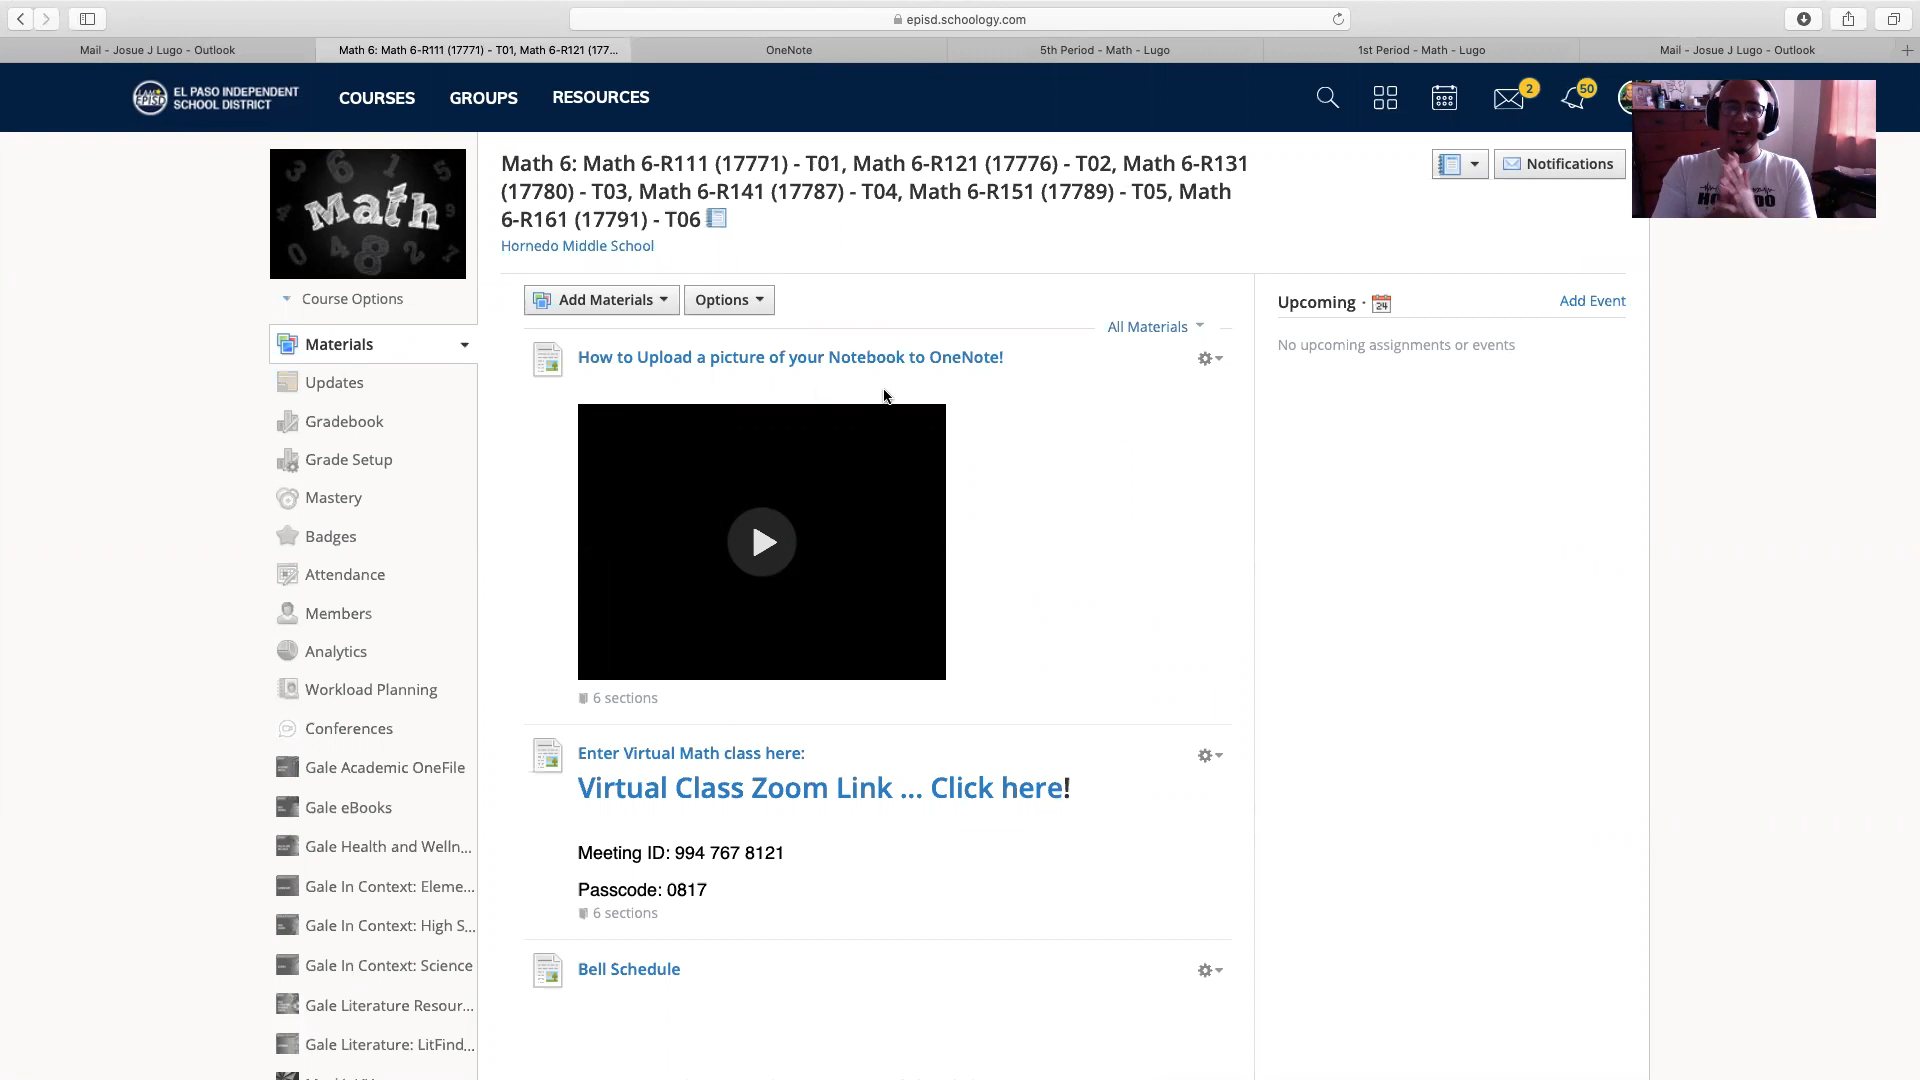 episd.schoology.com
Mail - Josue J Lugo - Outlook
Math 6: Math 6-R111 (17771) - T01, Math 6-R121 (177...
OneNote
5th Period - Math - Lugo
1st Period - Math - Lugo
Mail - Josue J Lugo - Outlook
EL PASO INDEPENDENT
SCHOOL DISTRICT
COURSES
GROUPS
RESOURCES
2
50
Math
Math 6: Math 6-R111 (17771) - T01, Math 6-R121 (17776) - T02, Math 6-R131
(17780) - T03, Math 6-R141 (17787) - T04, Math 6-R151 (17789) - T05, Math
6-R161 (17791) - T06
Hornedo Middle School
Notifications
Course Options
Materials
Updates
Gradebook
Grade Setup
Mastery
Badges
Attendance
Members
Analytics
Workload Planning
Conferences
Gale Academic OneFile
Gale eBooks
Gale Health and Welln...
Gale In Context: Eleme...
Gale In Context: High S...
Gale In Context: Science
Gale Literature Resour...
Gale Literature: LitFind...
Add Materials
Options
All Materials
How to Upload a picture of your Notebook to OneNote!
6 sections
Enter Virtual Math class here:
Virtual Class Zoom Link ... Click here!
Meeting ID: 994 767 8121
Passcode: 0817
6 sections
Bell Schedule
Upcoming · 24
Add Event
No upcoming assignments or events